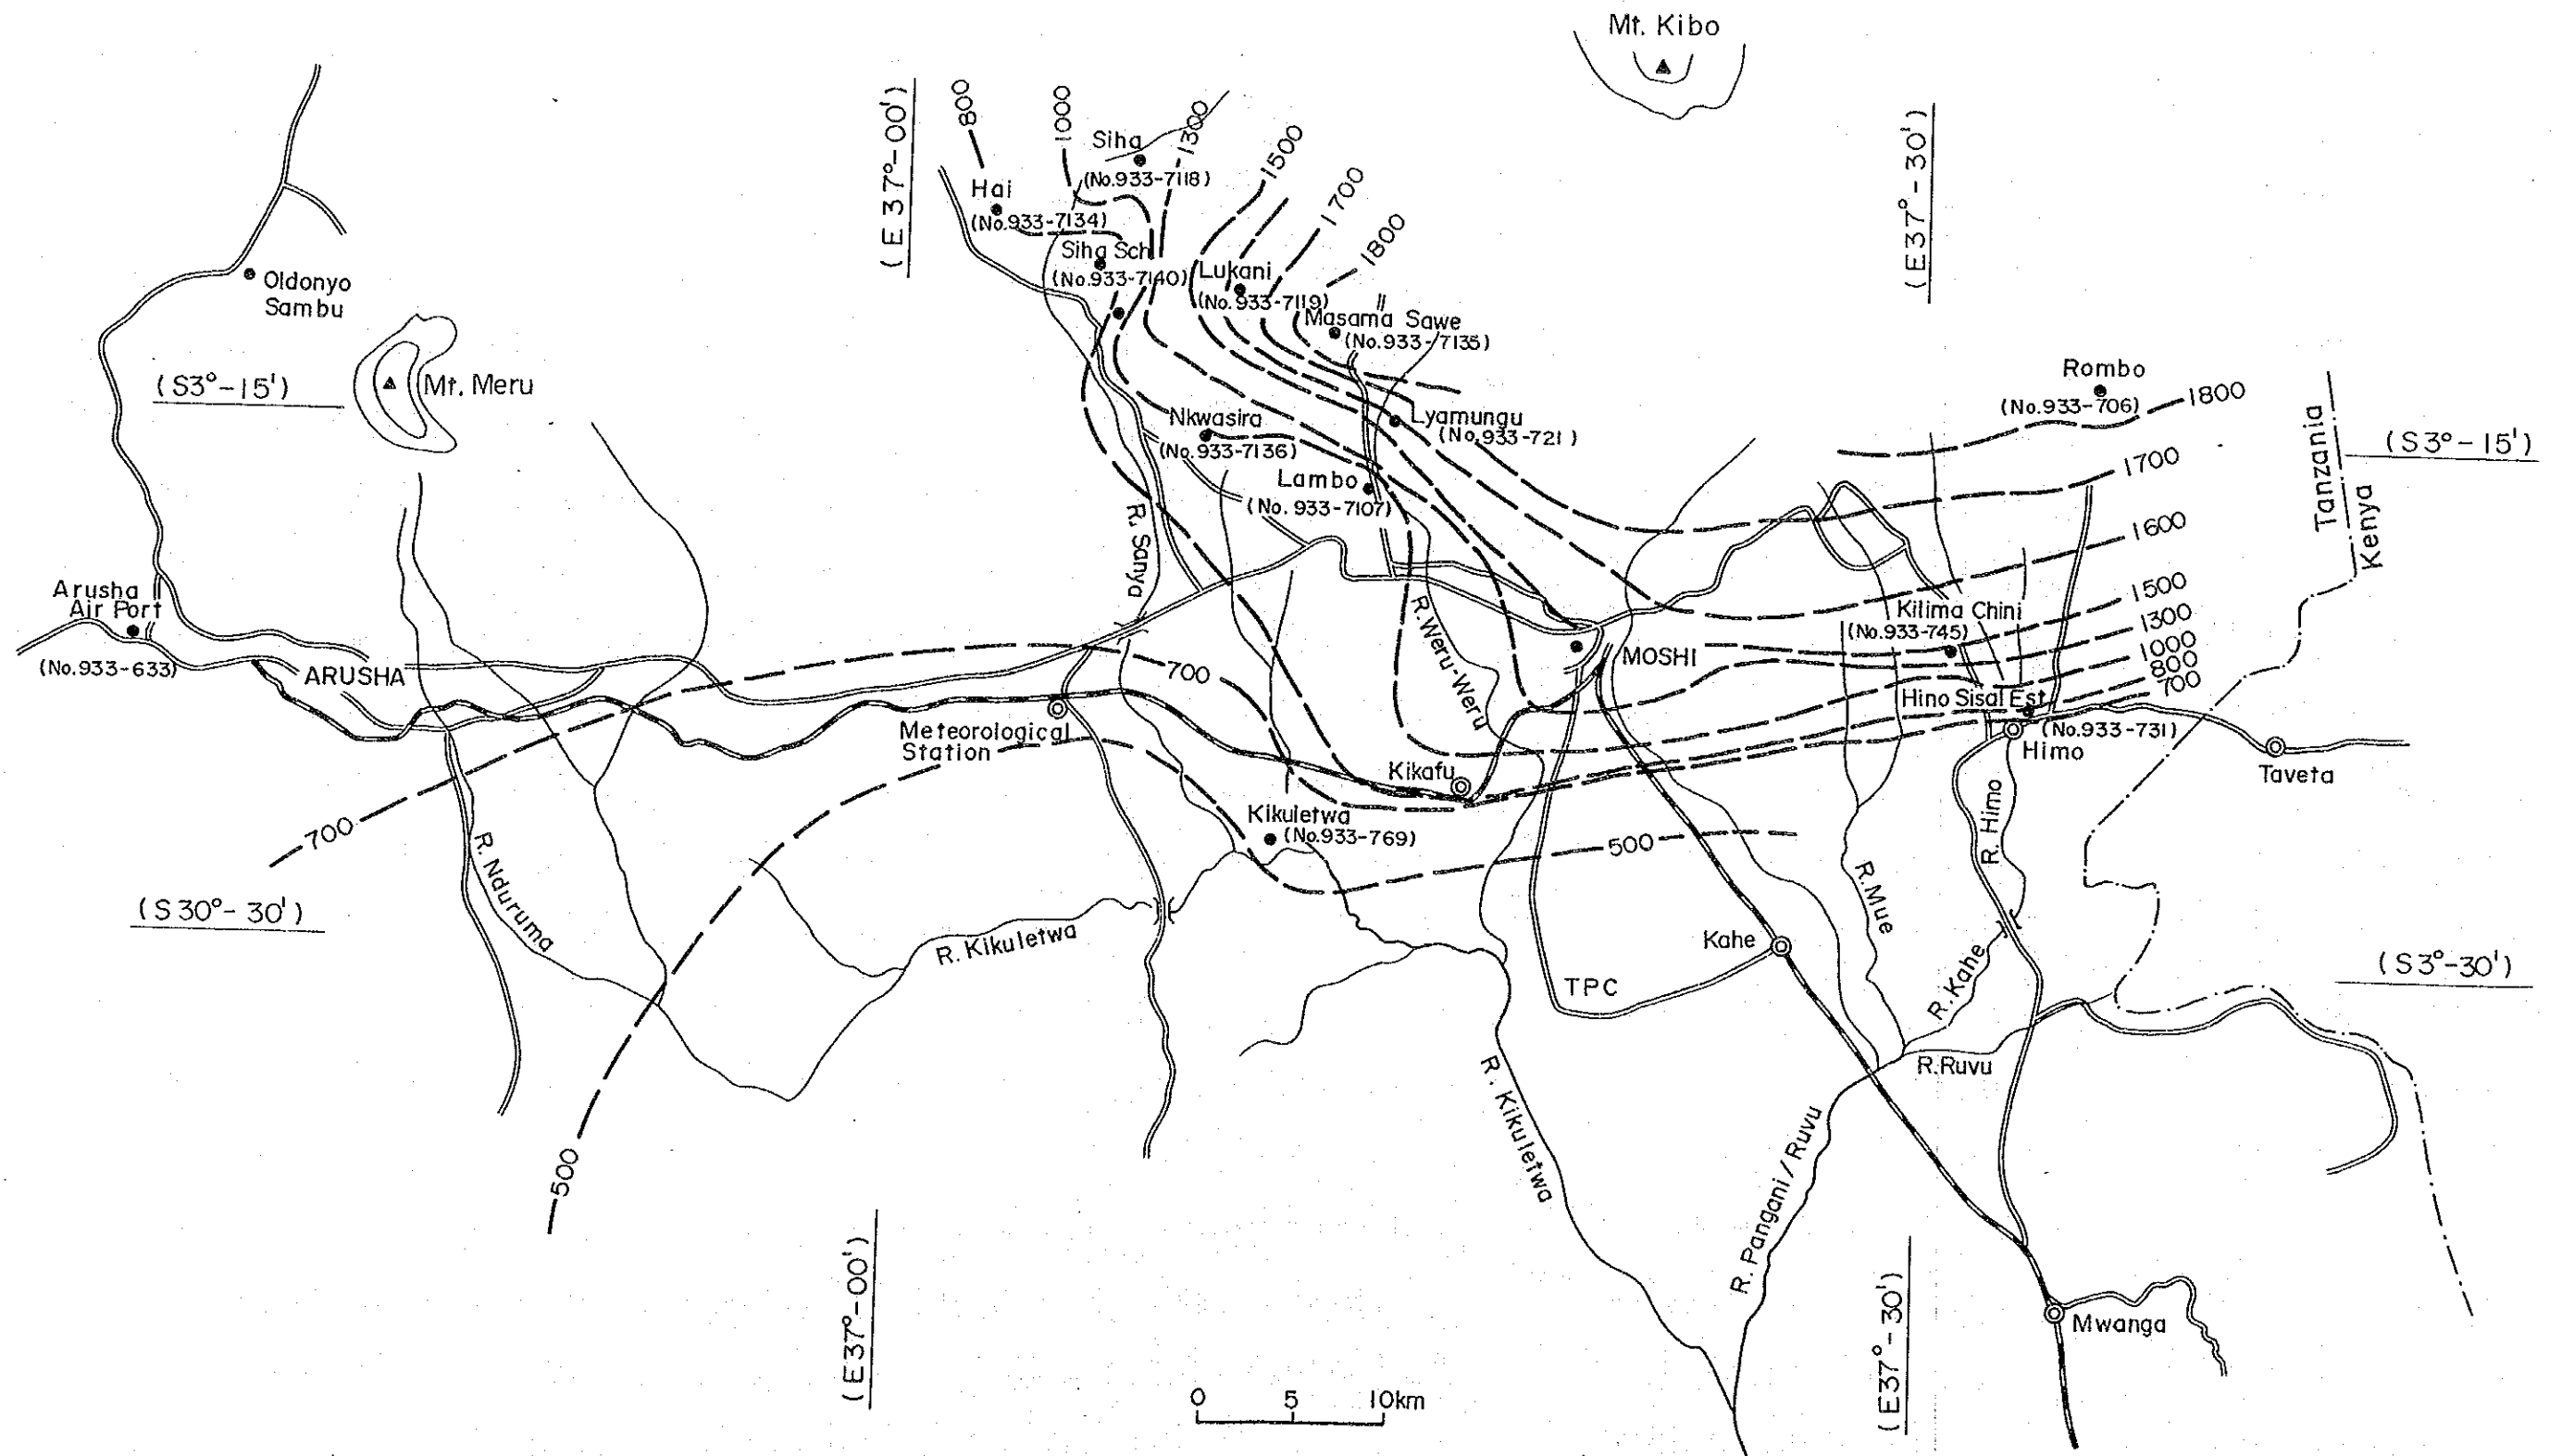 Mt. Kibo
(E37°-00')
800
1000
Siha
(No.933-7118)
1300
1500
1700
1800
(E37°-30')
Hai
(No.933-7134)
Siha Sch
(No.933-7140)
Lukani
(No.933-7119)
Masama Sawe
(No.933-7135)
Oldonyo
Sambu
(S3°-15')
Mt. Meru
Rombo
(No.933-706)
1800
Tanzania
Kenya
(S3°-15')
Nkwasira
(No.933-7136)
Lyamungu
(No.933-721)
Lambo
(No. 933-7107)
1700
1600
1500
1300
1000
800
700
R. Sanya
R. Weru-Weru
Kilima Chini
(No.933-745)
Arusha
Air Port
(No.933-633)
ARUSHA
700
MOSHI
Hino Sisal Est
(No.933-731)
Himo
Taveta
Meteorological
Station
Kikafu
Kikuletwa
(No.933-769)
700
500
R. Nduruma
R. Himo
R. Mue
(S30°-30')
R. Kikuletwa
Kahe
R. Kahe
TPC
(S3°-30')
R. Ruvu
R. Kikuletwa
R. Pangani/Ruvu
500
(E37°-00')
(E37°-30')
Mwanga
0 5 10km